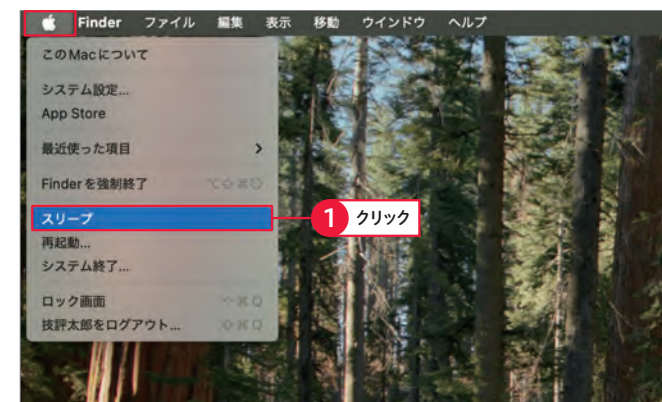 Finder ファイル 編集 表示 移動 ウインドウ ヘルプ
このMacについて
システム設定...
App Store
最近使った項目 >
Finderを強制終了 ⌥⇧⌘⎋
スリープ
1 クリック
再起動...
システム終了...
ロック画面 ⌃⌘Q
技評太郎をログアウト... ⇧⌘Q